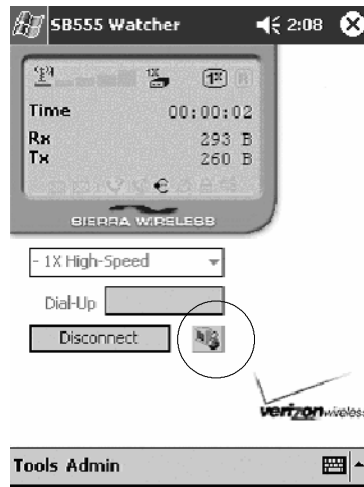 SB555 Watcher 2:08
1X 1X R
Time 00:00:02
Rx 293 B
Tx 260 B
SIERRA WIRELESS
- 1X High-Speed
Dial-Up
Disconnect
verizon wireless
Tools Admin